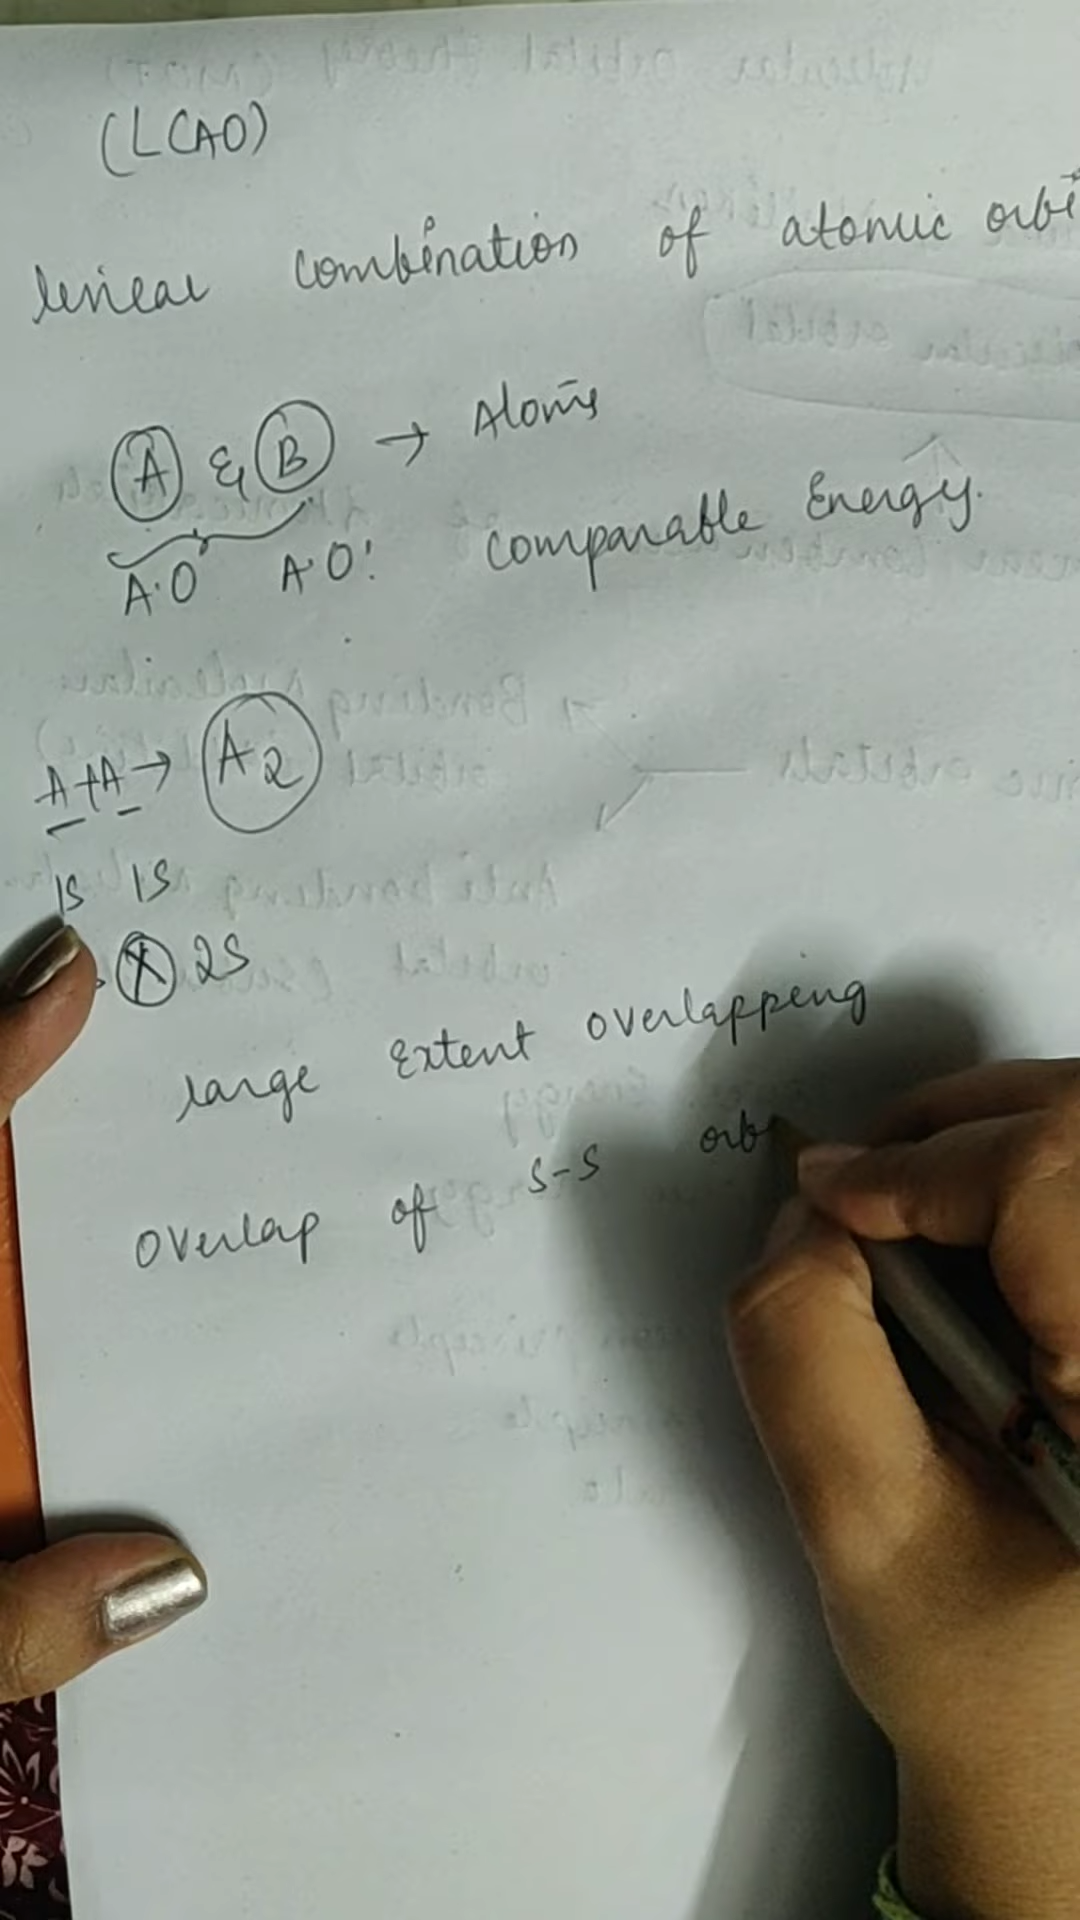 (LCAO)
linear combination of atomic orbi
A & B → Atoms
A.O A.O! comparable Energy.
A+A → A2
1S 1S
X 2S
large Extent overlapping
overlap of S-S orb